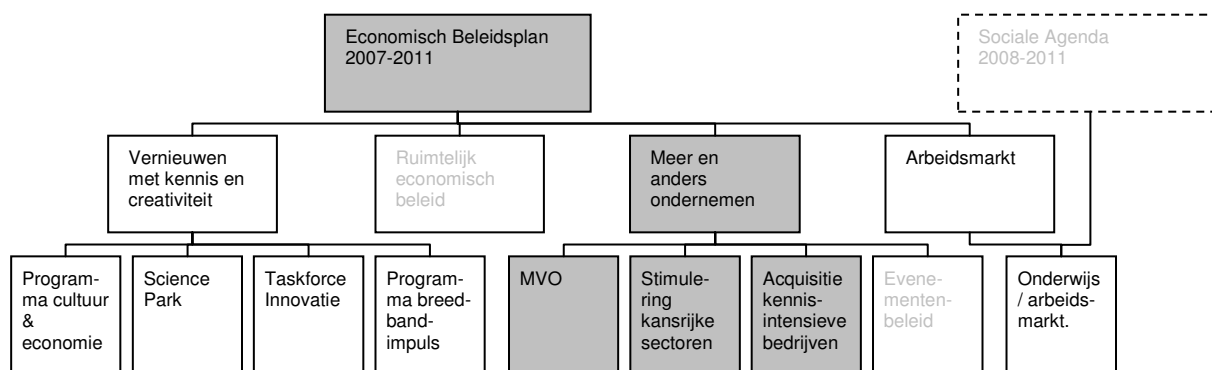 Economisch Beleidsplan
2007-2011
Sociale Agenda
2008-2011
Vernieuwen
met kennis en
creativiteit
Ruimtelijk
economisch
beleid
Meer en
anders
ondernemen
Arbeidsmarkt
Program-
ma cultuur
&
economie
Science
Park
Taskforce
Innovatie
Program-
ma breed-
band-
impuls
MVO
Stimule-
ring
kansrijke
sectoren
Acquisitie
kennis-
intensieve
bedrijven
Evene-
menten-
beleid
Onderwijs
/ arbeids-
markt.